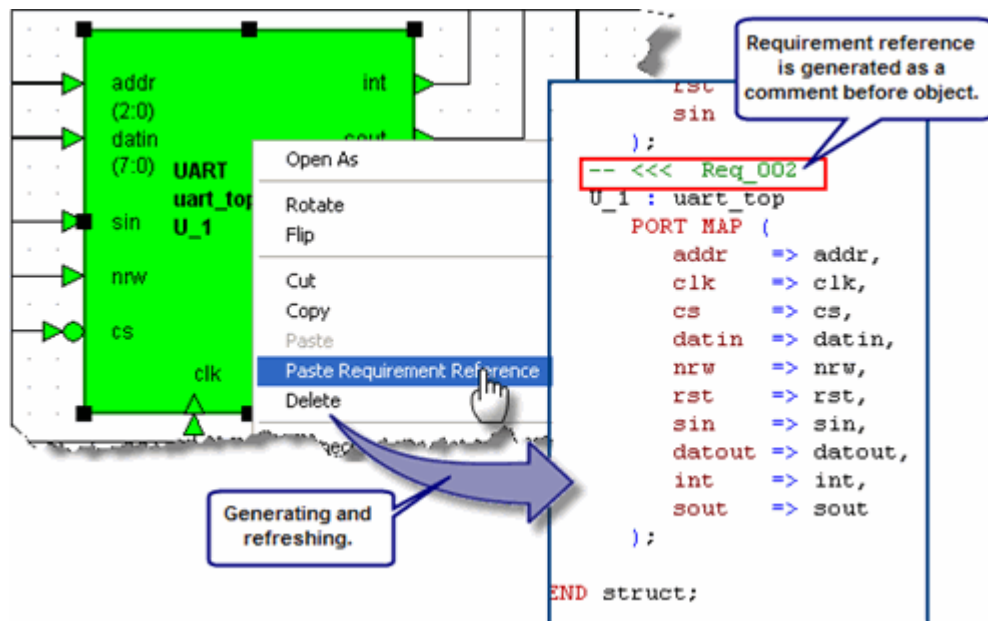 addr
(2:0)
datin
(7:0)
UART
uart_top
U_1
sin
nrw
cs
clk
int
sout
Open As
Rotate
Flip
Cut
Copy
Paste
Paste Requirement Reference
Delete
Generating and
refreshing.
Requirement reference
is generated as a
comment before object.
rst
sin
);
-- <<< Req_002
U_1 : uart_top
PORT MAP (
addr => addr,
clk => clk,
cs => cs,
datin => datin,
nrw => nrw,
rst => rst,
sin => sin,
datout => datout,
int => int,
sout => sout
);
END struct;